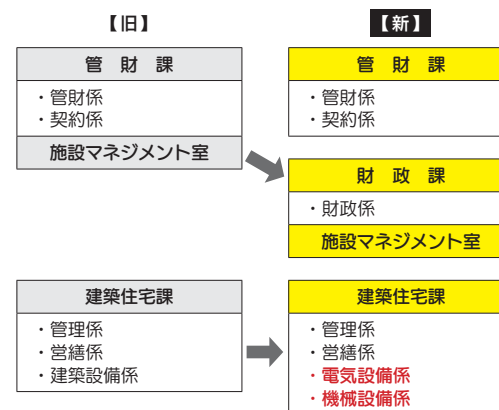 【旧】
管財課
・管財係
・契約係
施設マネジメント室
建築住宅課
・管理係
・営繕係
・建築設備係
【新】
管財課
・管財係
・契約係
財政課
・財政係
施設マネジメント室
建築住宅課
・管理係
・営繕係
・電気設備係
・機械設備係